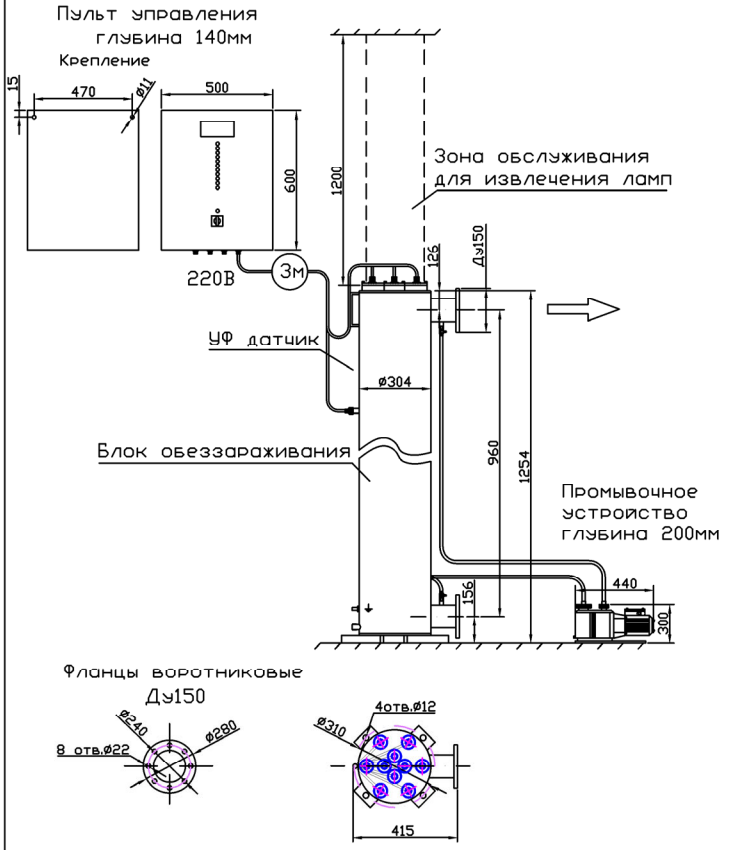 Пульт управления
глубина 140мм
Крепление
15
470
ø11
500
600
1200
Зона обслуживания
для извлечения ламп
126
Ду150
220В
3м
УФ датчик
ø304
Блок обеззараживания
960
1254
Промывочное
устройство
глубина 200мм
440
156
300
Фланцы воротниковые
Ду150
ø240
ø280
8 отв.ø22
4отв.ø12
ø310
415